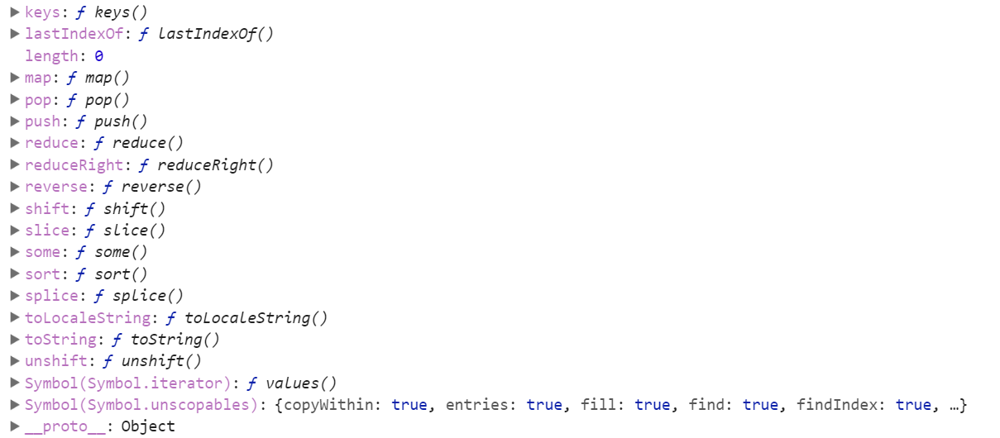 ▶ keys: ƒ keys()
▶ lastIndexOf: ƒ lastIndexOf()
length: 0
▶ map: ƒ map()
▶ pop: ƒ pop()
▶ push: ƒ push()
▶ reduce: ƒ reduce()
▶ reduceRight: ƒ reduceRight()
▶ reverse: ƒ reverse()
▶ shift: ƒ shift()
▶ slice: ƒ slice()
▶ some: ƒ some()
▶ sort: ƒ sort()
▶ splice: ƒ splice()
▶ toLocaleString: ƒ toLocaleString()
▶ toString: ƒ toString()
▶ unshift: ƒ unshift()
▶ Symbol(Symbol.iterator): ƒ values()
▶ Symbol(Symbol.unscopables): {copyWithin: true, entries: true, fill: true, find: true, findIndex: true, …}
▶ __proto__: Object